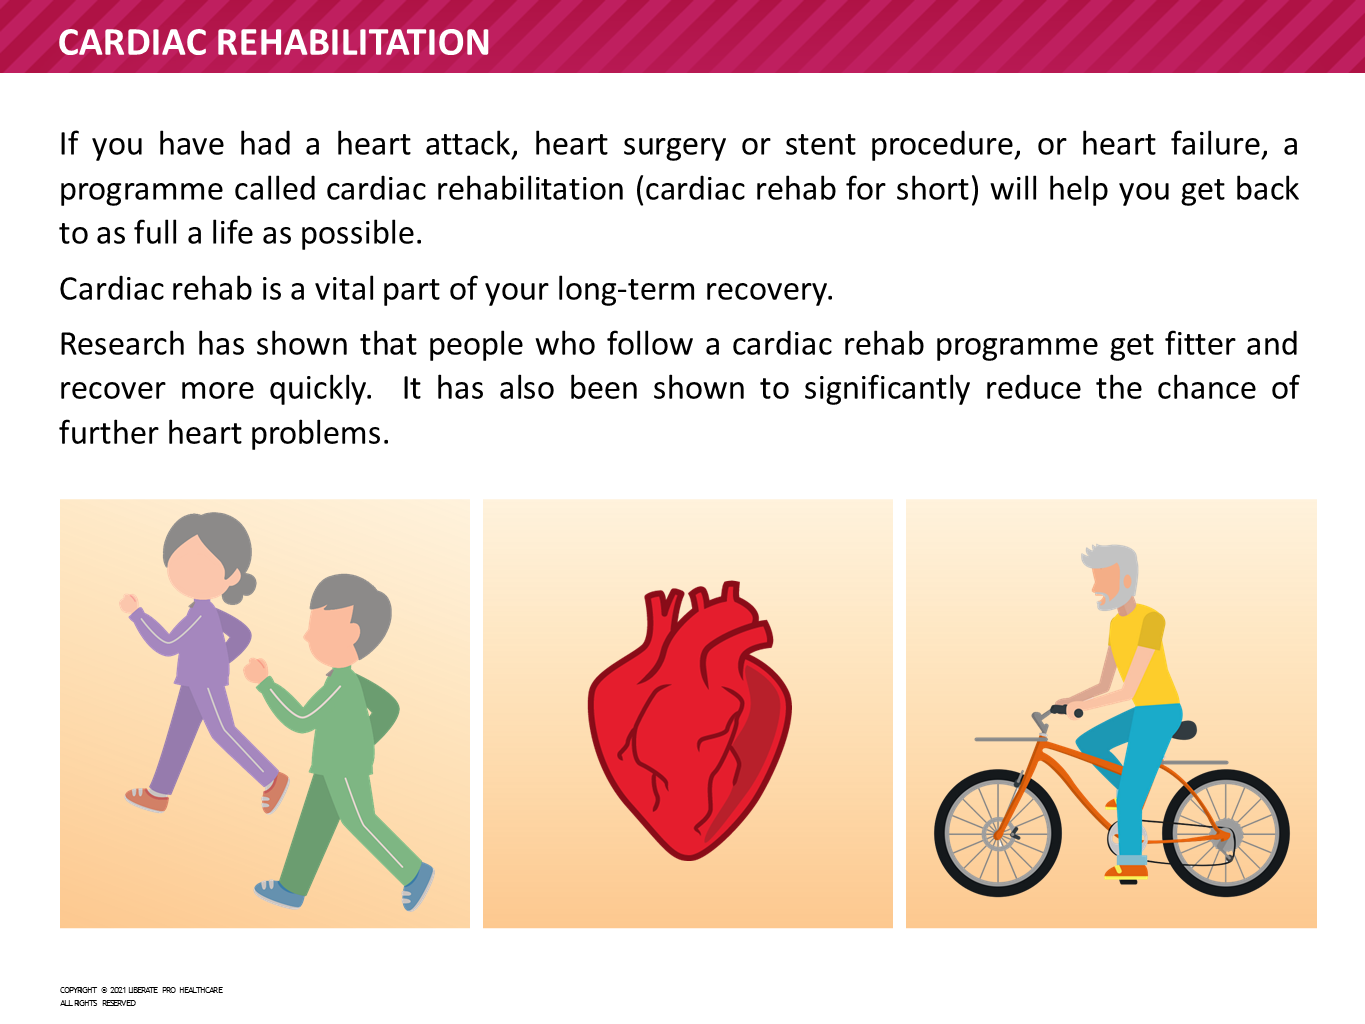 CARDIAC REHABILITATION
If you have had a heart attack, heart surgery or stent procedure, or heart failure, a
programme called cardiac rehabilitation (cardiac rehab for short) will help you get back
to as full a life as possible.
Cardiac rehab is a vital part of your long-term recovery.
Research has shown that people who follow a cardiac rehab programme get fitter and
recover more quickly.  It has also been shown to significantly reduce the chance of
further heart problems.
COPYRIGHT © 2021 LIBERATE PRO HEALTHCARE
ALL RIGHTS RESERVED